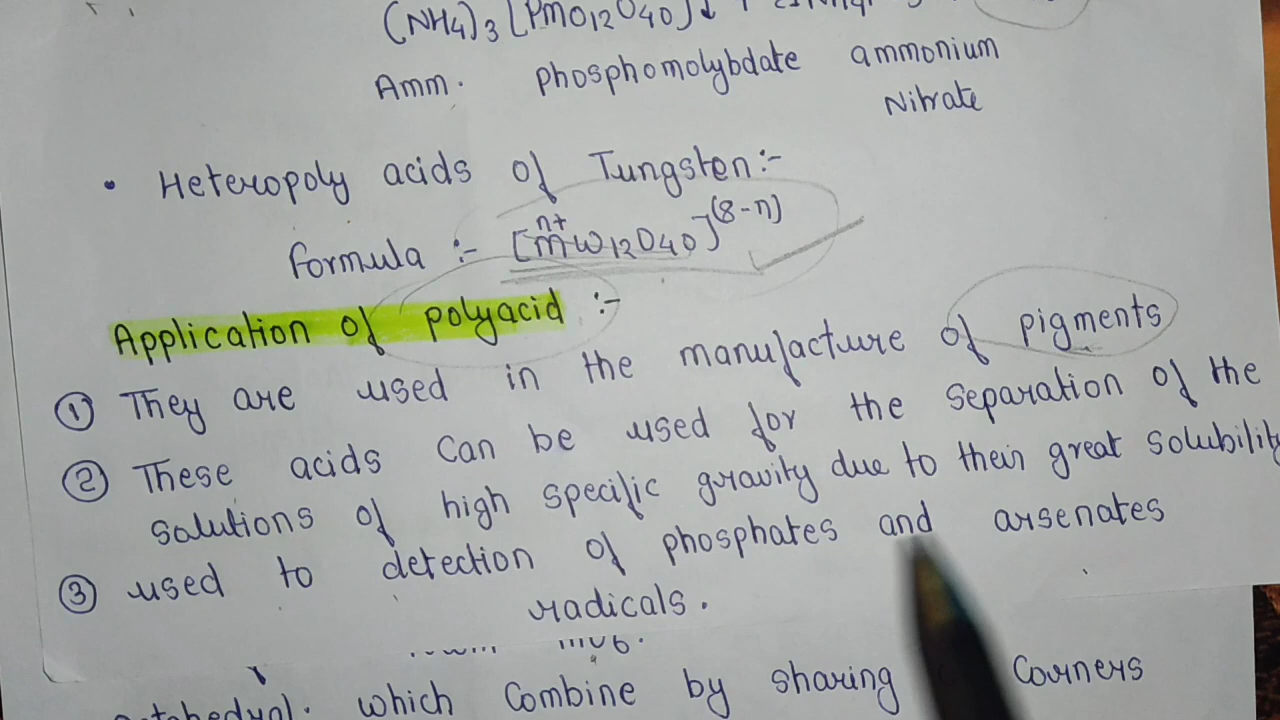 (NH4)3 [PMO12O40]↓ +
Amm. phosphomolybdate ammonium
Nitrate
• Heteropoly acids of Tungsten:-
formula :- [m^n+ W12O40]^(8-n)
Application of polyacid :-
① They are used in the manufacture of pigments
② These acids can be used for the separation of the
solutions of high specific gravity due to their great solubility
③ used to detection of phosphates and arsenates
radicals.
which combine by sharing corners